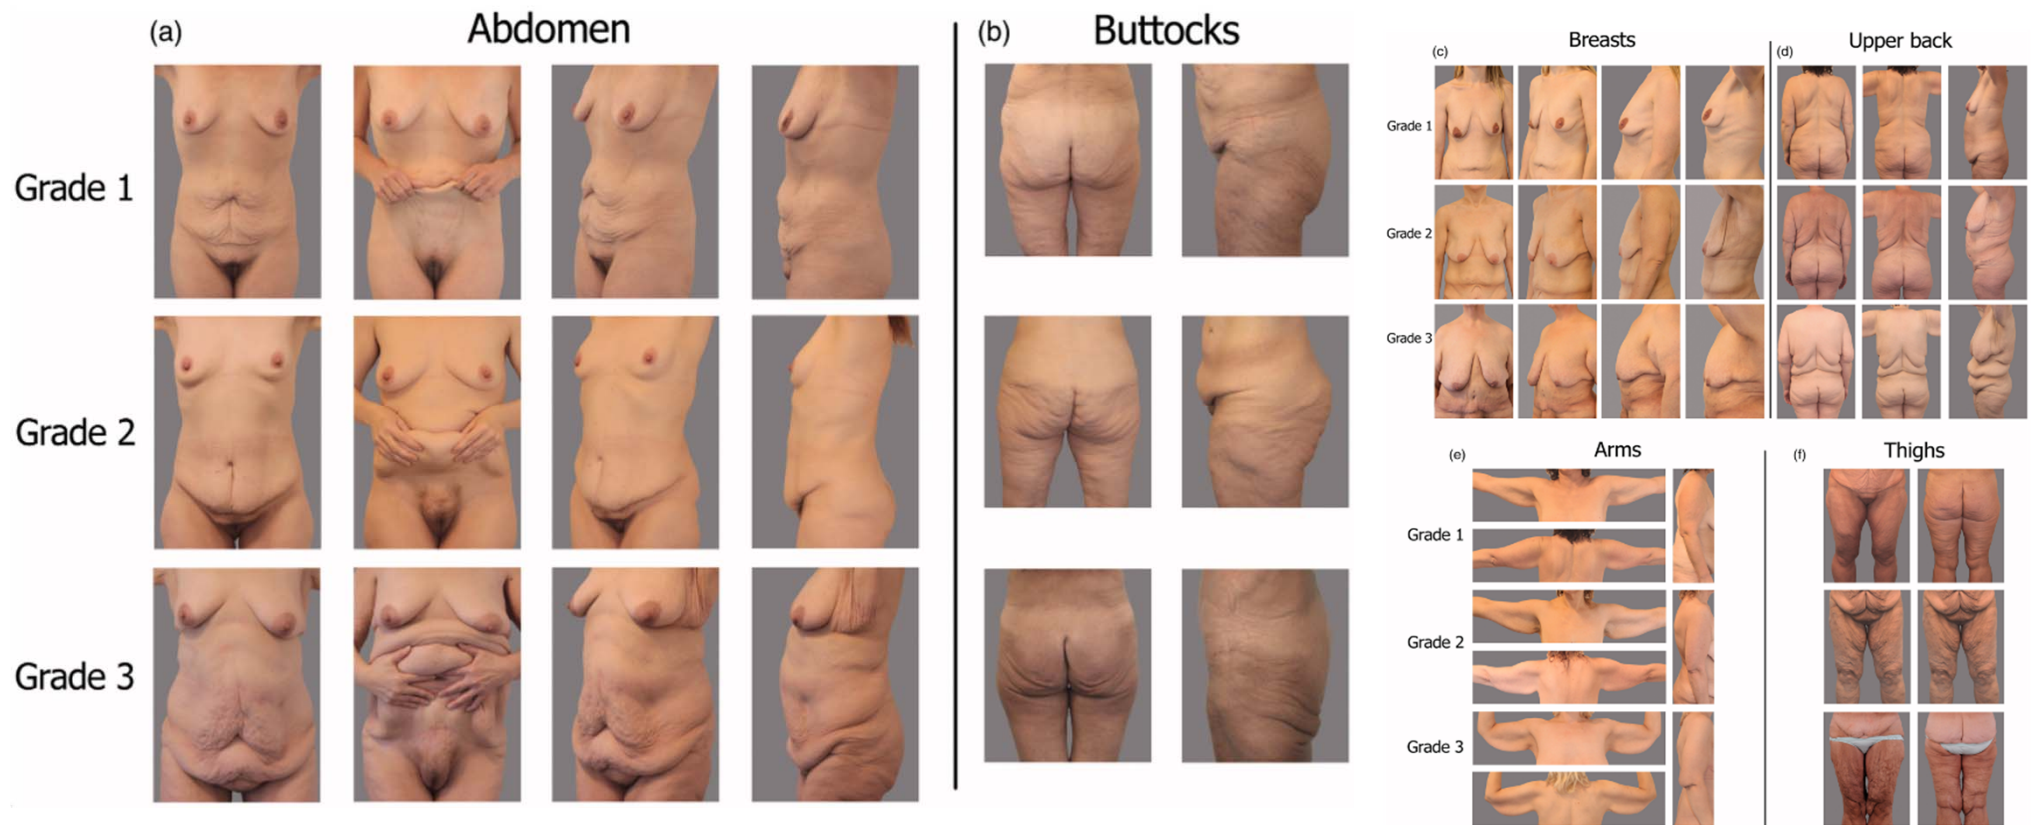 (a) Abdomen
(b) Buttocks
Grade 1
Grade 2
Grade 3
(c) Breasts
(d) Upper back
Grade 1
Grade 2
Grade 3
(e) Arms
(f) Thighs
Grade 1
Grade 2
Grade 3